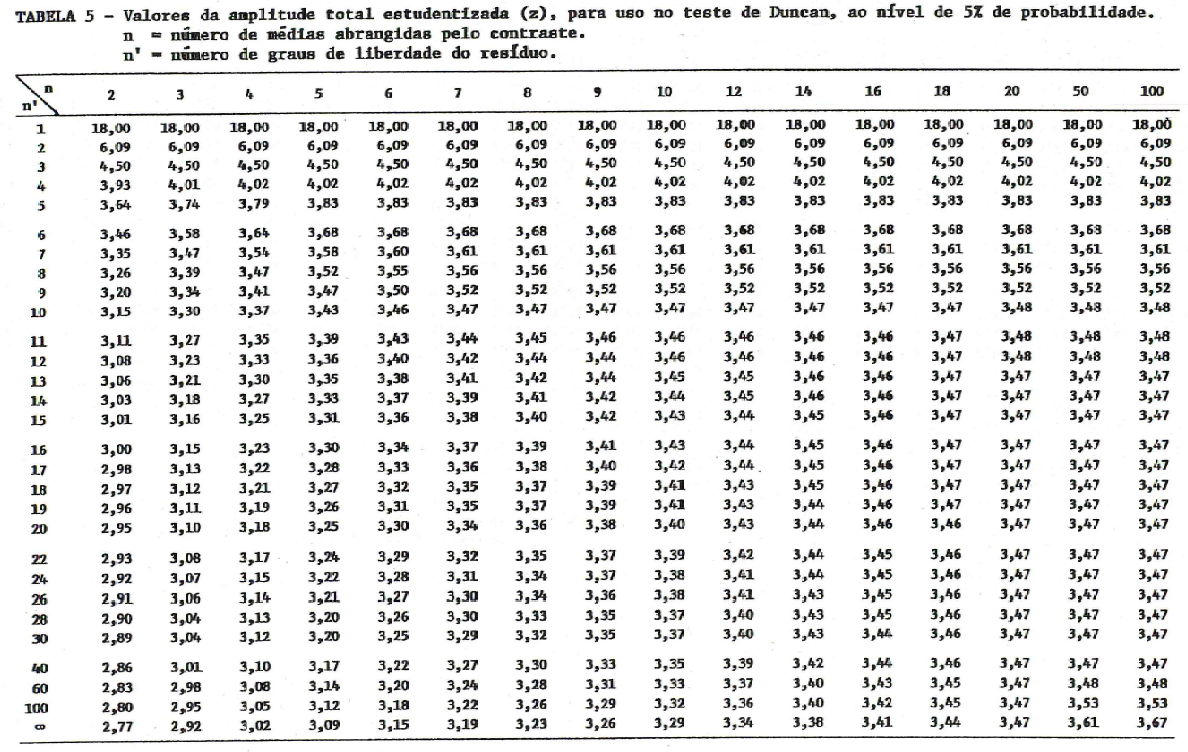 TABELA 5 - Valores da amplitude total estudentizada (z), para uso no teste de Duncan, ao nível de 5% de probabilidade.
n = número de médias abrangidas pelo contraste.
n' = número de graus de liberdade do resíduo.
n
n' 2 3 4 5 6 7 8 9 10 12 14 16 18 20 50 100
1 18,00 18,00 18,00 18,00 18,00 18,00 18,00 18,00 18,00 18,00 18,00 18,00 18,00 18,00 18,00 18,00
2 6,09 6,09 6,09 6,09 6,09 6,09 6,09 6,09 6,09 6,09 6,09 6,09 6,09 6,09 6,09 6,09
3 4,50 4,50 4,50 4,50 4,50 4,50 4,50 4,50 4,50 4,50 4,50 4,50 4,50 4,50 4,50 4,50
4 3,93 4,01 4,02 4,02 4,02 4,02 4,02 4,02 4,02 4,02 4,02 4,02 4,02 4,02 4,02 4,02
5 3,64 3,74 3,79 3,83 3,83 3,83 3,83 3,83 3,83 3,83 3,83 3,83 3,83 3,83 3,83 3,83
6 3,46 3,58 3,64 3,68 3,68 3,68 3,68 3,68 3,68 3,68 3,68 3,68 3,68 3,68 3,68 3,68
7 3,35 3,47 3,54 3,58 3,60 3,61 3,61 3,61 3,61 3,61 3,61 3,61 3,61 3,61 3,61 3,61
8 3,26 3,39 3,47 3,52 3,55 3,56 3,56 3,56 3,56 3,56 3,56 3,56 3,56 3,56 3,56 3,56
9 3,20 3,34 3,41 3,47 3,50 3,52 3,52 3,52 3,52 3,52 3,52 3,52 3,52 3,52 3,52 3,52
10 3,15 3,30 3,37 3,43 3,46 3,47 3,47 3,47 3,47 3,47 3,47 3,47 3,47 3,48 3,48 3,48
11 3,11 3,27 3,35 3,39 3,43 3,44 3,45 3,46 3,46 3,46 3,46 3,46 3,47 3,48 3,48 3,48
12 3,08 3,23 3,33 3,36 3,40 3,42 3,44 3,44 3,46 3,46 3,46 3,46 3,47 3,48 3,48 3,48
13 3,06 3,21 3,30 3,35 3,38 3,41 3,42 3,44 3,45 3,45 3,46 3,46 3,47 3,47 3,47 3,47
14 3,03 3,18 3,27 3,33 3,37 3,39 3,41 3,42 3,44 3,45 3,46 3,46 3,47 3,47 3,47 3,47
15 3,01 3,16 3,25 3,31 3,36 3,38 3,40 3,42 3,43 3,44 3,45 3,46 3,47 3,47 3,47 3,47
16 3,00 3,15 3,23 3,30 3,34 3,37 3,39 3,41 3,43 3,44 3,45 3,46 3,47 3,47 3,47 3,47
17 2,98 3,13 3,22 3,28 3,33 3,36 3,38 3,40 3,42 3,44 3,45 3,46 3,47 3,47 3,47 3,47
18 2,97 3,12 3,21 3,27 3,32 3,35 3,37 3,39 3,41 3,43 3,45 3,46 3,47 3,47 3,47 3,47
19 2,96 3,11 3,19 3,26 3,31 3,35 3,37 3,39 3,41 3,43 3,44 3,46 3,47 3,47 3,47 3,47
20 2,95 3,10 3,18 3,25 3,30 3,34 3,36 3,38 3,40 3,43 3,44 3,46 3,46 3,47 3,47 3,47
22 2,93 3,08 3,17 3,24 3,29 3,32 3,35 3,37 3,39 3,42 3,44 3,45 3,46 3,47 3,47 3,47
24 2,92 3,07 3,15 3,22 3,28 3,31 3,34 3,37 3,38 3,41 3,44 3,45 3,46 3,47 3,47 3,47
26 2,91 3,06 3,14 3,21 3,27 3,30 3,34 3,36 3,38 3,41 3,43 3,45 3,46 3,47 3,47 3,47
28 2,90 3,04 3,13 3,20 3,26 3,30 3,33 3,35 3,37 3,40 3,43 3,45 3,46 3,47 3,47 3,47
30 2,89 3,04 3,12 3,20 3,25 3,29 3,32 3,35 3,37 3,40 3,43 3,44 3,46 3,47 3,47 3,47
40 2,86 3,01 3,10 3,17 3,22 3,27 3,30 3,33 3,35 3,39 3,42 3,44 3,46 3,47 3,47 3,47
60 2,83 2,98 3,08 3,14 3,20 3,24 3,28 3,31 3,33 3,37 3,40 3,43 3,45 3,47 3,48 3,48
100 2,80 2,95 3,05 3,12 3,18 3,22 3,26 3,29 3,32 3,36 3,40 3,42 3,45 3,47 3,53 3,53
∞ 2,77 2,92 3,02 3,09 3,15 3,19 3,23 3,26 3,29 3,34 3,38 3,41 3,44 3,47 3,61 3,67